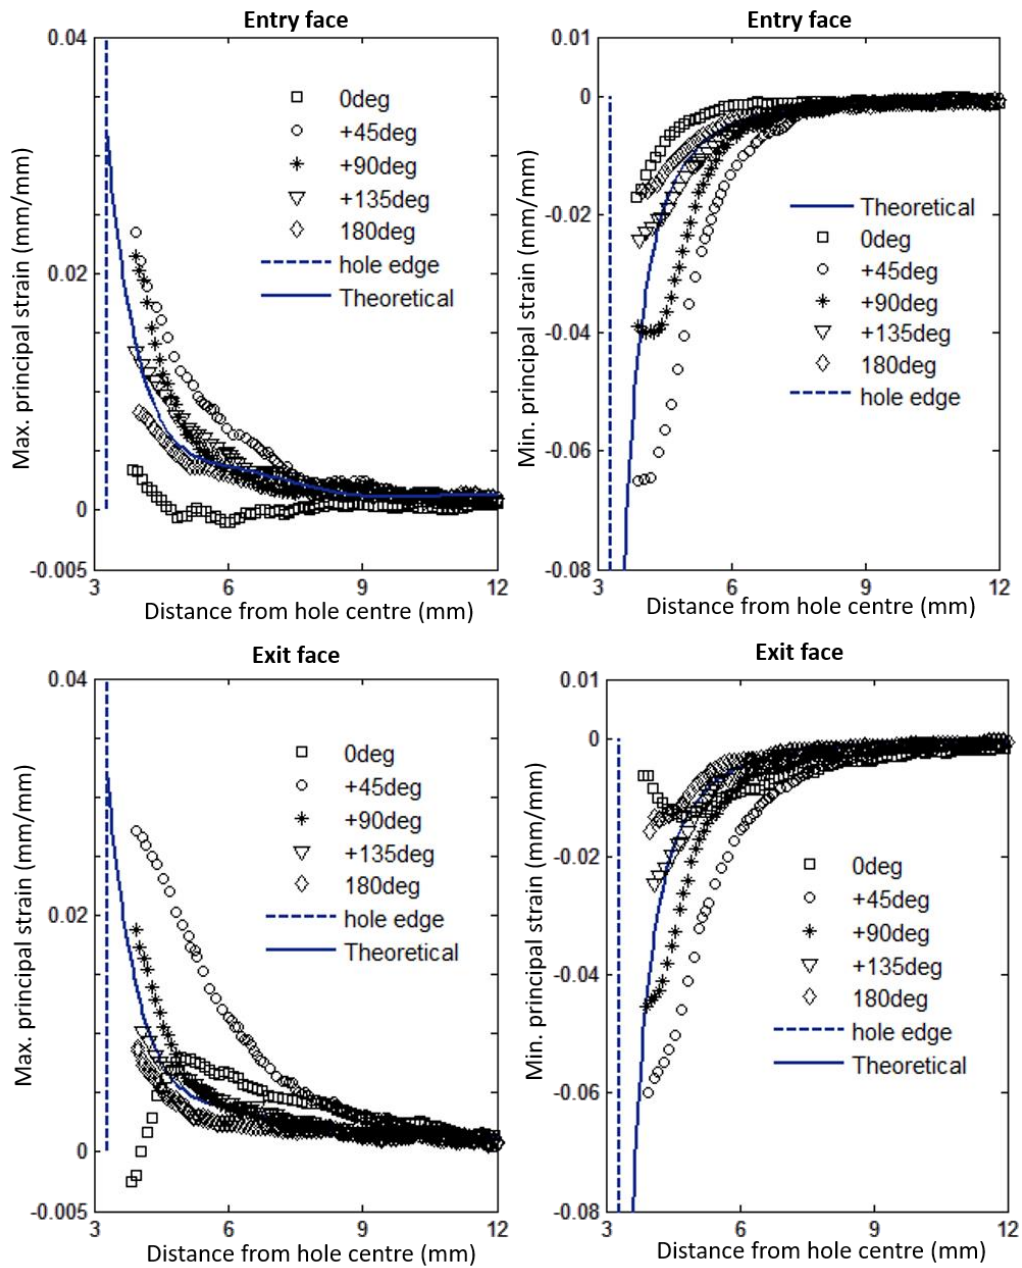 Entry face
0.04
0.02
0
-0.005
Max. principal strain (mm/mm)
0deg
+45deg
+90deg
+135deg
180deg
hole edge
Theoretical
3 6 9 12
Distance from hole centre (mm)
Entry face
0.01
0
-0.02
-0.04
-0.06
-0.08
Min. principal strain (mm/mm)
Theoretical
0deg
+45deg
+90deg
+135deg
180deg
hole edge
3 6 9 12
Distance from hole centre (mm)
Exit face
0.04
0.02
0
-0.005
Max. principal strain (mm/mm)
0deg
+45deg
+90deg
+135deg
180deg
hole edge
Theoretical
3 6 9 12
Distance from hole centre (mm)
Exit face
0.01
0
-0.02
-0.04
-0.06
-0.08
Min. principal strain (mm/mm)
0deg
+45deg
+90deg
+135deg
180deg
hole edge
Theoretical
3 6 9 12
Distance from hole centre (mm)